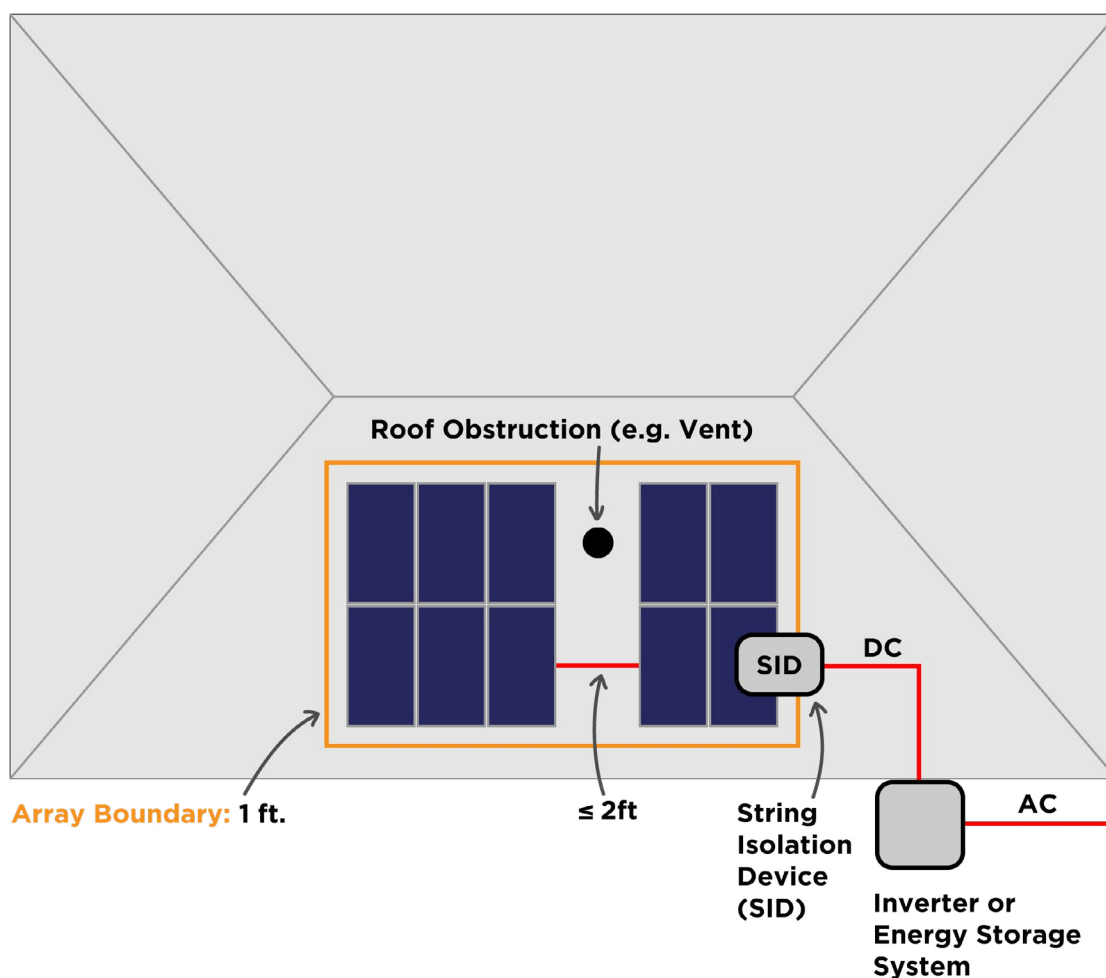 Roof Obstruction (e.g. Vent)
SID
DC
Array Boundary: 1 ft.
≤ 2ft
String
Isolation
Device
(SID)
AC
Inverter or
Energy Storage
System